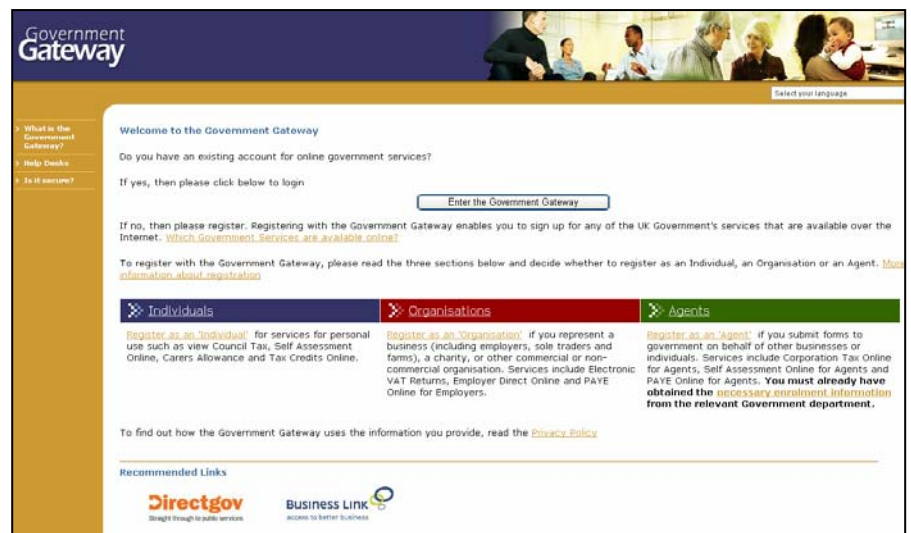 Government
Gateway
Select your language
What is the
Government
Gateway?
Help Desks
Is it secure?
Welcome to the Government Gateway
Do you have an existing account for online government services?
If yes, then please click below to login
Enter the Government Gateway
If no, then please register. Registering with the Government Gateway enables you to sign up for any of the UK Government's services that are available over the
Internet. Which Government Services are available online?
To register with the Government Gateway, please read the three sections below and decide whether to register as an Individual, an Organisation or an Agent. More
information about registration
Individuals
Register as an 'Individual' for services for personal
use such as view Council Tax, Self Assessment
Online, Carers Allowance and Tax Credits Online.
Organisations
Register as an 'Organisation' if you represent a
business (including employers, sole traders and
farms), a charity, or other commercial or non-
commercial organisation. Services include Electronic
VAT Returns, Employer Direct Online and PAYE
Online for Employers.
Agents
Register as an 'Agent' if you submit forms to
government on behalf of other businesses or
individuals. Services include Corporation Tax Online
for Agents, Self Assessment Online for Agents and
PAYE Online for Agents. You must already have
obtained the necessary enrolment information
from the relevant Government department.
To find out how the Government Gateway uses the information you provide, read the Privacy Policy
Recommended Links
Directgov
Straight through to public services
Business Link
access to better business